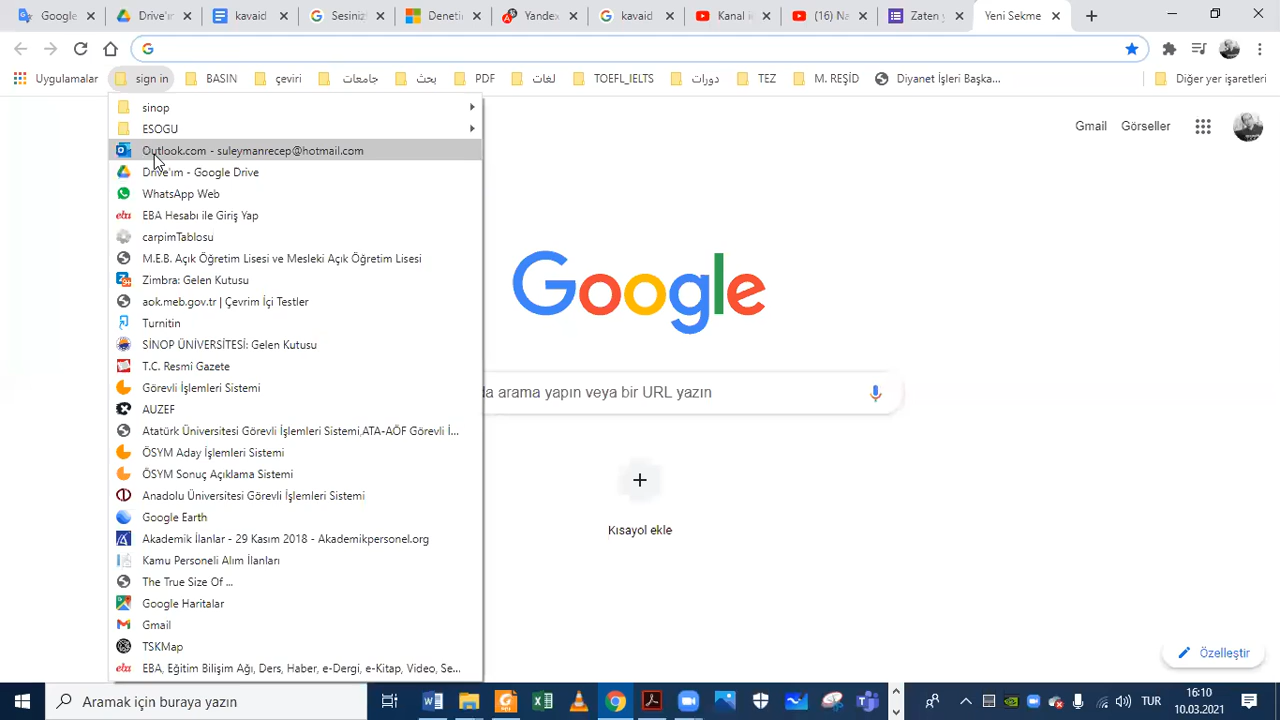 Google
Drive'ım
kavaid
Sesiniz
Deneti
Yandex
kavaid
Kanal i
(16) Nu
Zaten
Yeni Sekme
Uygulamalar
sign in
BASIN
çeviri
جامعات
بحث
PDF
لغات
TOEFL_IELTS
دورات
TEZ
M. REŞİD
Diyanet İşleri Başka...
Diğer yer işaretleri
sinop
ESOGU
Outlook.com - suleymanrecep@hotmail.com
Drive'ım - Google Drive
WhatsApp Web
EBA Hesabı ile Giriş Yap
carpimTablosu
M.E.B. Açık Öğretim Lisesi ve Mesleki Açık Öğretim Lisesi
Zimbra: Gelen Kutusu
aok.meb.gov.tr | Çevrim İçi Testler
Turnitin
SİNOP ÜNİVERSİTESİ: Gelen Kutusu
T.C. Resmî Gazete
Görevli İşlemleri Sistemi
AUZEF
Atatürk Üniversitesi Görevli İşlemleri Sistemi,ATA-AÖF Görevli İ...
ÖSYM Aday İşlemleri Sistemi
ÖSYM Sonuç Açıklama Sistemi
Anadolu Üniversitesi Görevli İşlemleri Sistemi
Google Earth
Akademik İlanlar - 29 Kasım 2018 - Akademikpersonel.org
Kamu Personeli Alım İlanları
The True Size Of ...
Google Haritalar
Gmail
TSKMap
EBA, Eğitim Bilişim Ağı, Ders, Haber, e-Dergi, e-Kitap, Video, Se...
Gmail
Görseller
Google
da arama yapın veya bir URL yazın
Kısayol ekle
Özelleştir
Aramak için buraya yazın
TUR
16:10
10.03.2021